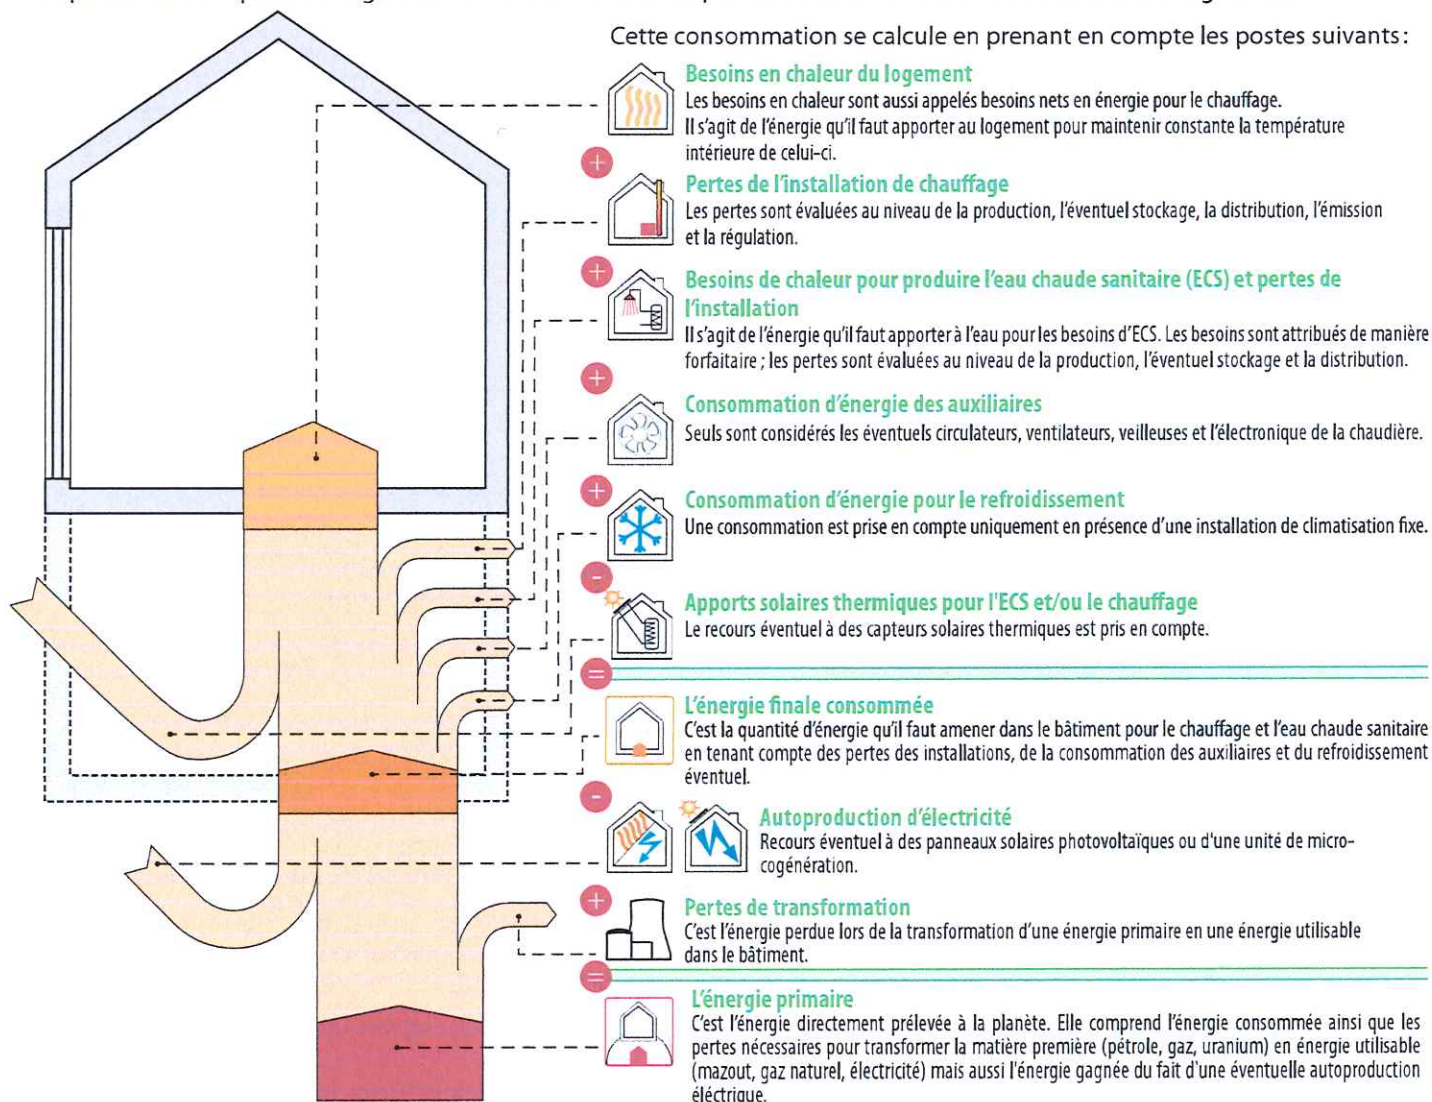 Cette consommation se calcule en prenant en compte les postes suivants:
Besoins en chaleur du logement
Les besoins en chaleur sont aussi appelés besoins nets en énergie pour le chauffage.
Il s'agit de l'énergie qu'il faut apporter au logement pour maintenir constante la température
intérieure de celui-ci.
+
Pertes de l'installation de chauffage
Les pertes sont évaluées au niveau de la production, l'éventuel stockage, la distribution, l'émission
et la régulation.
+
Besoins de chaleur pour produire l'eau chaude sanitaire (ECS) et pertes de
l'installation
Il s'agit de l'énergie qu'il faut apporter à l'eau pour les besoins d'ECS. Les besoins sont attribués de manière
forfaitaire ; les pertes sont évaluées au niveau de la production, l'éventuel stockage et la distribution.
+
Consommation d'énergie des auxiliaires
Seuls sont considérés les éventuels circulateurs, ventilateurs, veilleuses et l'électronique de la chaudière.
+
Consommation d'énergie pour le refroidissement
Une consommation est prise en compte uniquement en présence d'une installation de climatisation fixe.
-
Apports solaires thermiques pour l'ECS et/ou le chauffage
Le recours éventuel à des capteurs solaires thermiques est pris en compte.
=
L'énergie finale consommée
C'est la quantité d'énergie qu'il faut amener dans le bâtiment pour le chauffage et l'eau chaude sanitaire
en tenant compte des pertes des installations, de la consommation des auxiliaires et du refroidissement
éventuel.
-
Autoproduction d'électricité
Recours éventuel à des panneaux solaires photovoltaïques ou d'une unité de micro-
cogénération.
+
Pertes de transformation
C'est l'énergie perdue lors de la transformation d'une énergie primaire en une énergie utilisable
dans le bâtiment.
=
L'énergie primaire
C'est l'énergie directement prélevée à la planète. Elle comprend l'énergie consommée ainsi que les
pertes nécessaires pour transformer la matière première (pétrole, gaz, uranium) en énergie utilisable
(mazout, gaz naturel, électricité) mais aussi l'énergie gagnée du fait d'une éventuelle autoproduction
éléctrique.